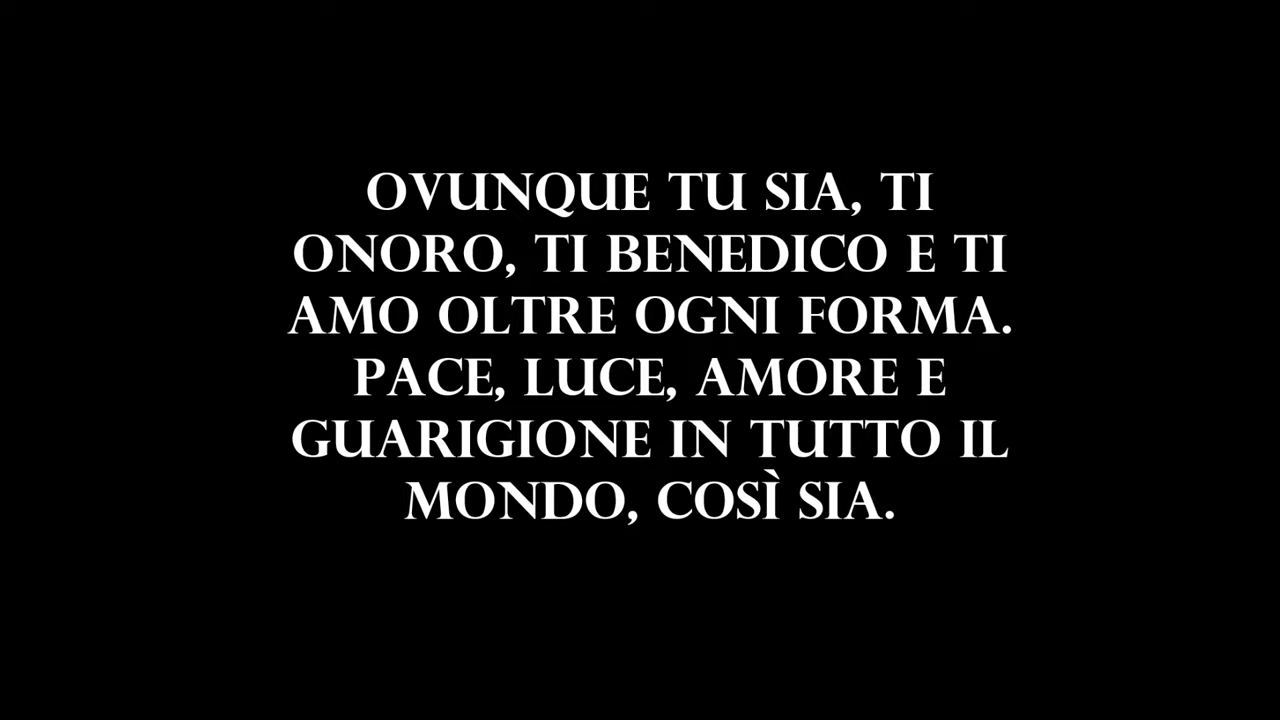 OVUNQUE TU SIA, TI
ONORO, TI BENEDICO E TI
AMO OLTRE OGNI FORMA.
PACE, LUCE, AMORE E
GUARIGIONE IN TUTTO IL
MONDO, COSÌ SIA.